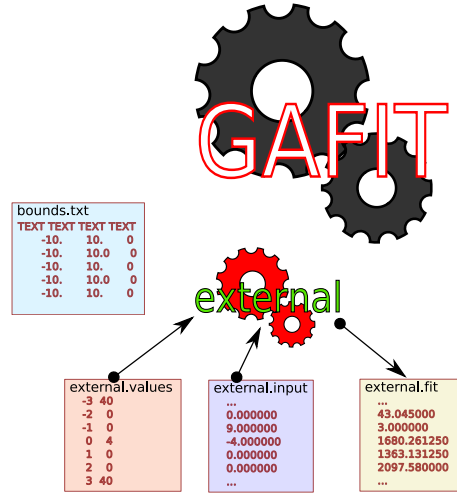 GAFIT
bounds.txt
TEXT TEXT TEXT TEXT
-10. 10. 0
-10. 10.0 0
-10. 10. 0
-10. 10.0 0
-10. 10. 0
external
external.values
-3 40
-2 0
-1 0
0 4
1 0
2 0
3 40
external.input
...
0.000000
9.000000
-4.000000
0.000000
0.000000
...
external.fit
...
43.045000
3.000000
1680.261250
1363.131250
2097.580000
...